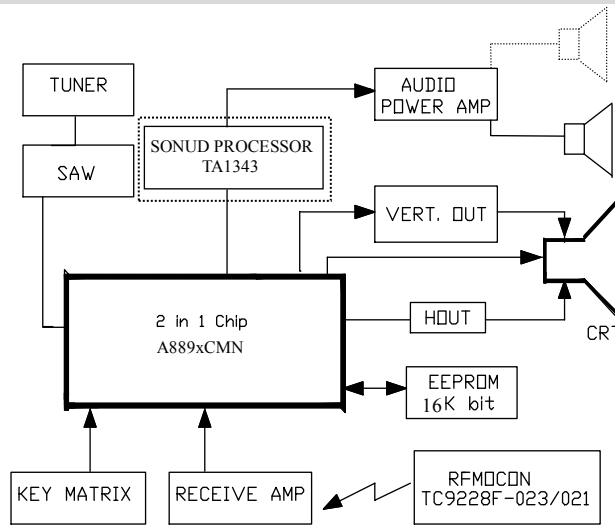 TUNER
SAW
SONUD PROCESSOR
TA1343
AUDIO
POWER AMP
VERT. OUT
2 in 1 Chip
A889xCMN
HOUT
CRT
EEPROM
16K bit
KEY MATRIX
RECEIVE AMP
RFMOCON
TC9228F-023/021